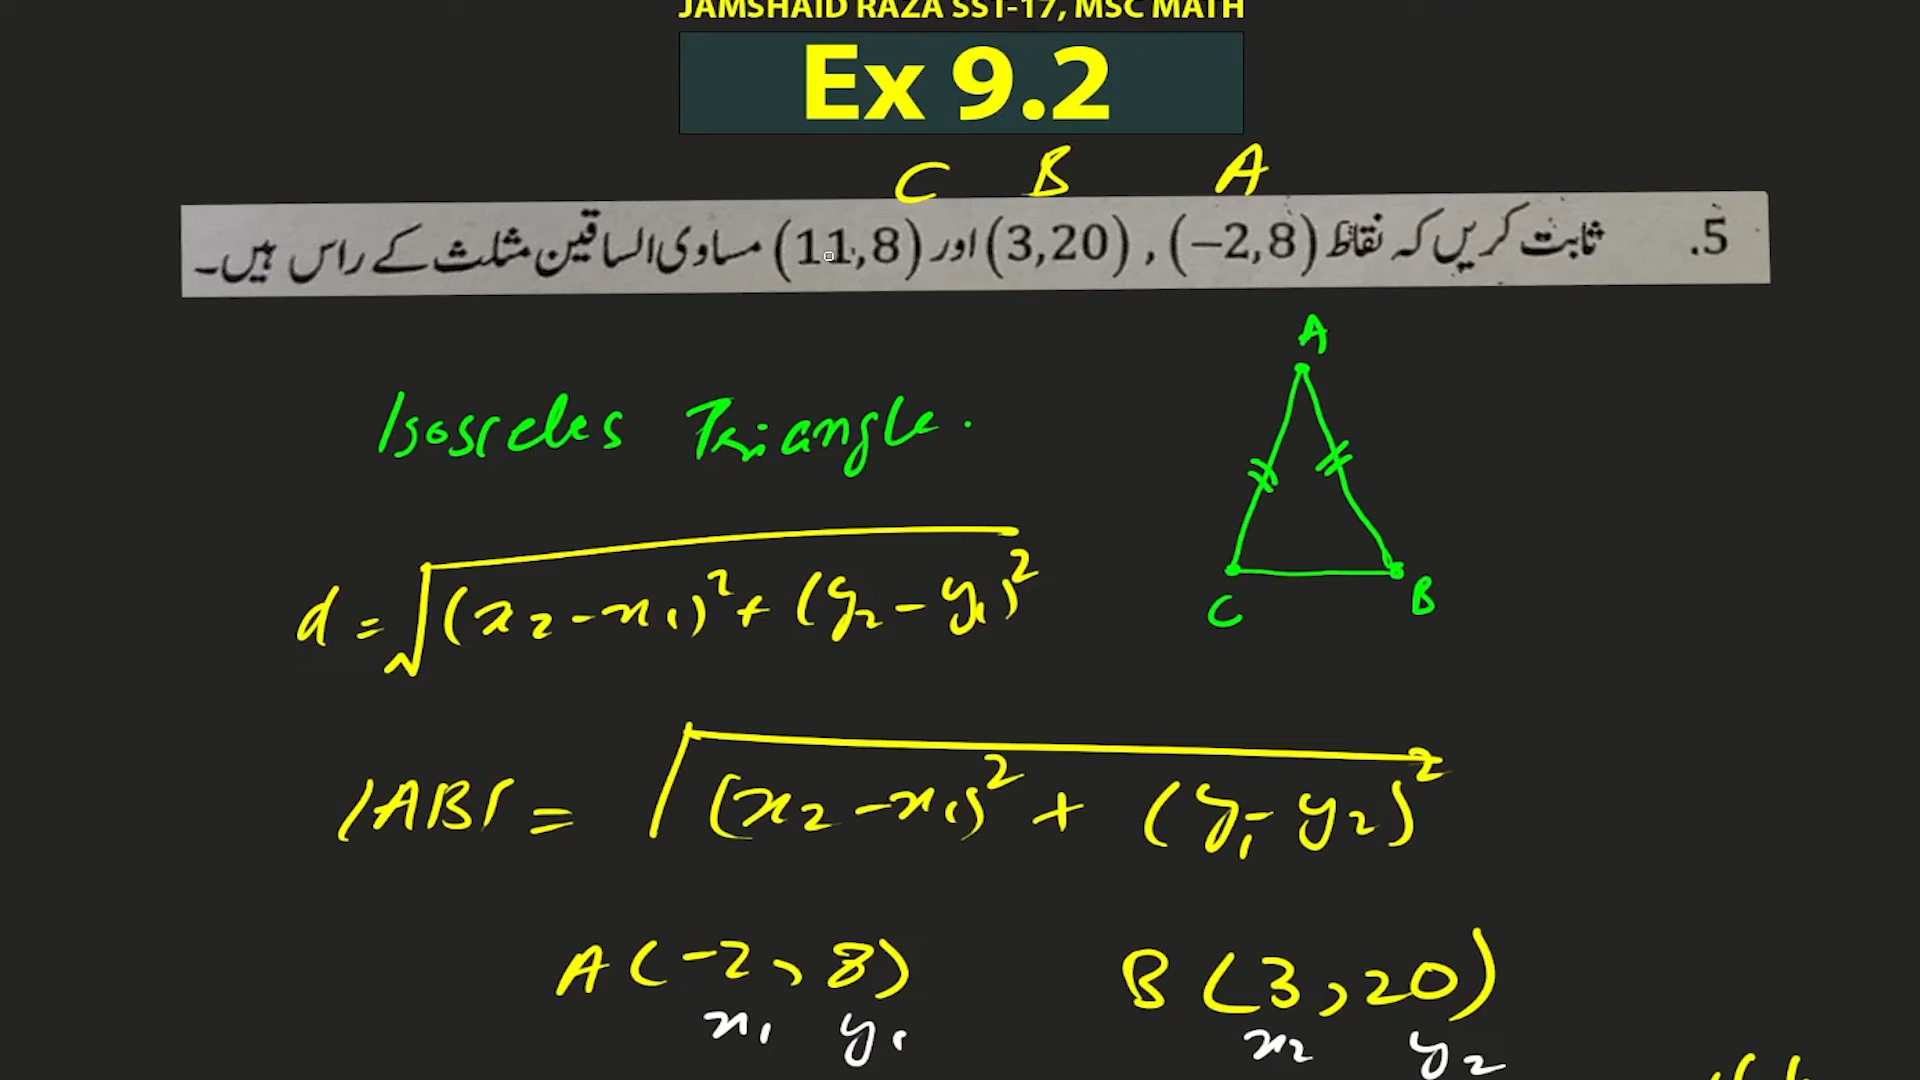 JAMSHAID RAZA SST-17, MSC MATH
Ex 9.2
C B A
5. ثابت کریں کہ نقاط (−2,8) , (3,20) اور (11,8) مساوی الساقین مثلث کے راس ہیں۔
A
Isosceles Triangle.
C B
d = √(x₂ - x₁)² + (y₂ - y₁)²
|AB| = √(x₂ - x₁)² + (y₁ - y₂)²
A (-2, 8) B (3, 20)
x₁ y₁ x₂ y₂